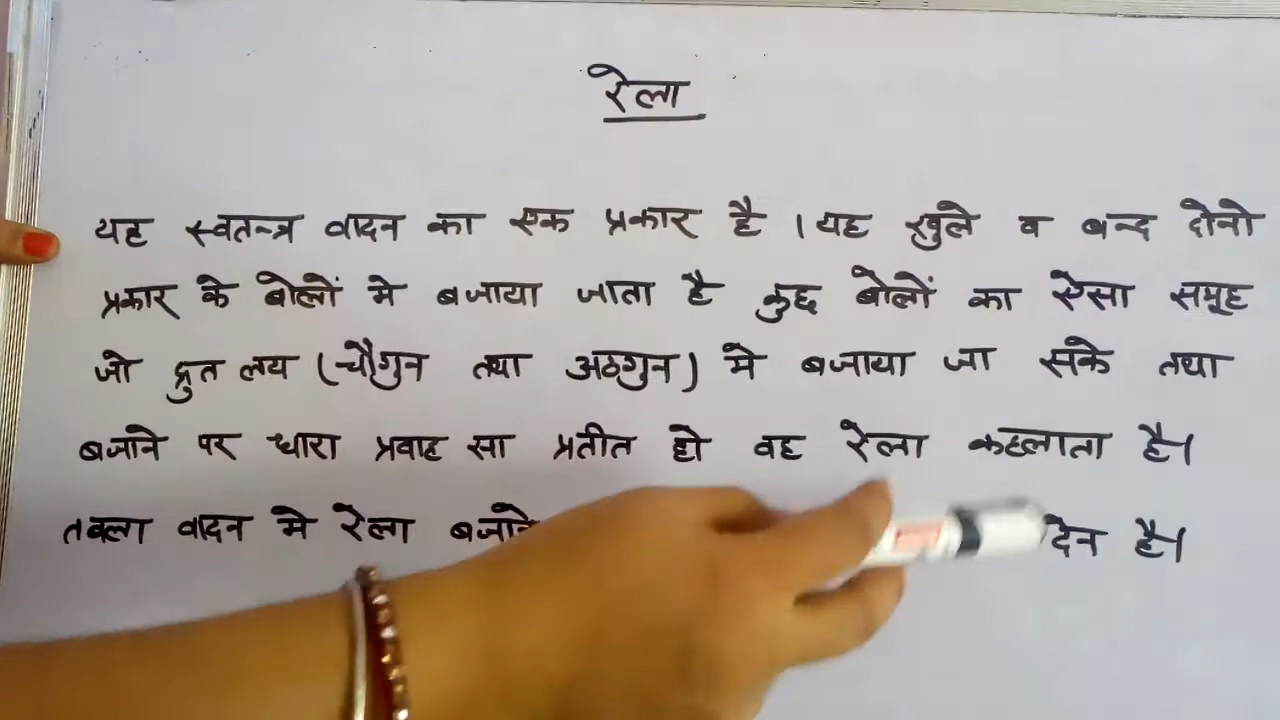 रेला
यह स्वतन्त्र वादन का एक प्रकार है । यह खुले व बन्द दोनो
प्रकार के बोलों मे बजाया जाता है कुछ बोलों का ऐसा समूह
जो द्रुत लय (चौगुन तथा अठगुन) मे बजाया जा सके तथा
बजाने पर धारा प्रवाह सा प्रतीत हो वह रेला कहलाता है।
तबला वादन मे रेला बजाने देन है।